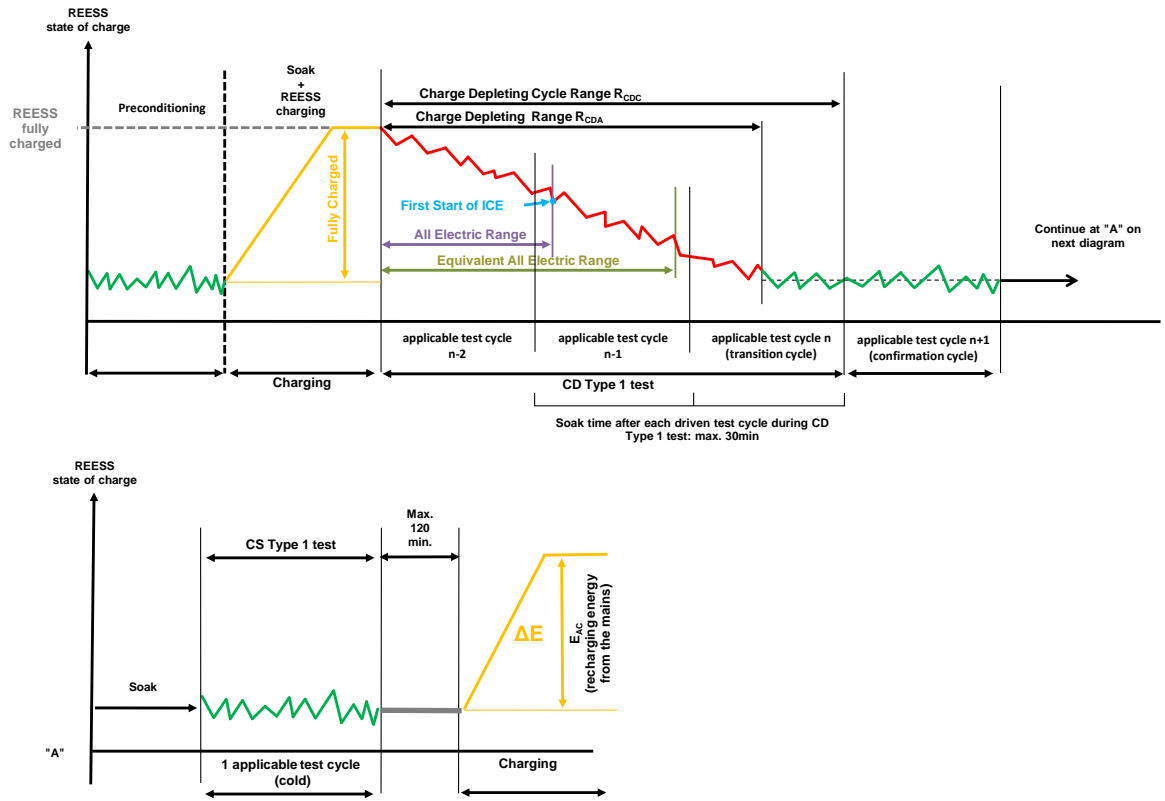 REESS
state of charge
Soak
+
REESS
charging
Preconditioning
Charge Depleting Cycle Range RCDC
Charge Depleting Range RCDA
REESS
fully
charged
Fully Charged
First Start of ICE
All Electric Range
Equivalent All Electric Range
Continue at "A" on
next diagram
applicable test cycle
n-2
applicable test cycle
n-1
applicable test cycle n
(transition cycle)
applicable test cycle n+1
(confirmation cycle)
Charging
CD Type 1 test
Soak time after each driven test cycle during CD
Type 1 test: max. 30min
REESS
state of charge
Max.
120
min.
CS Type 1 test
ΔE
EAC
(recharging energy
from the mains)
Soak
"A"
1 applicable test cycle
(cold)
Charging